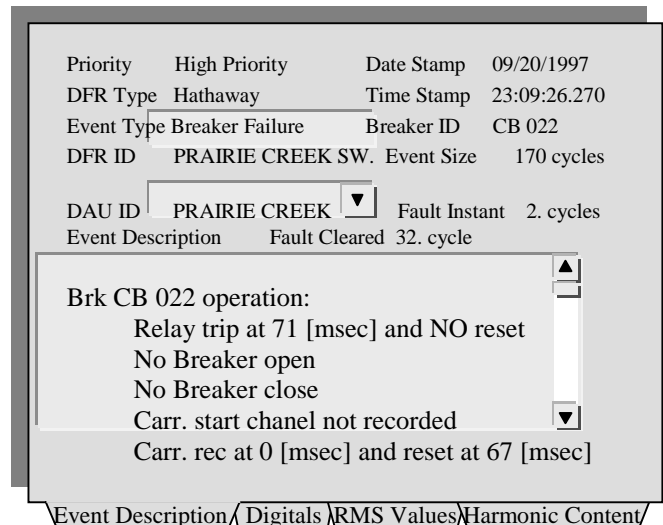 Priority High Priority Date Stamp 09/20/1997
DFR Type Hathaway Time Stamp 23:09:26.270
Event Type Breaker Failure Breaker ID CB 022
DFR ID PRAIRIE CREEK SW. Event Size 170 cycles
DAU ID PRAIRIE CREEK Fault Instant 2. cycles
Event Description Fault Cleared 32. cycle
Brk CB 022 operation:
Relay trip at 71 [msec] and NO reset
No Breaker open
No Breaker close
Carr. start chanel not recorded
Carr. rec at 0 [msec] and reset at 67 [msec]
Event Description Digitals RMS Values Harmonic Content